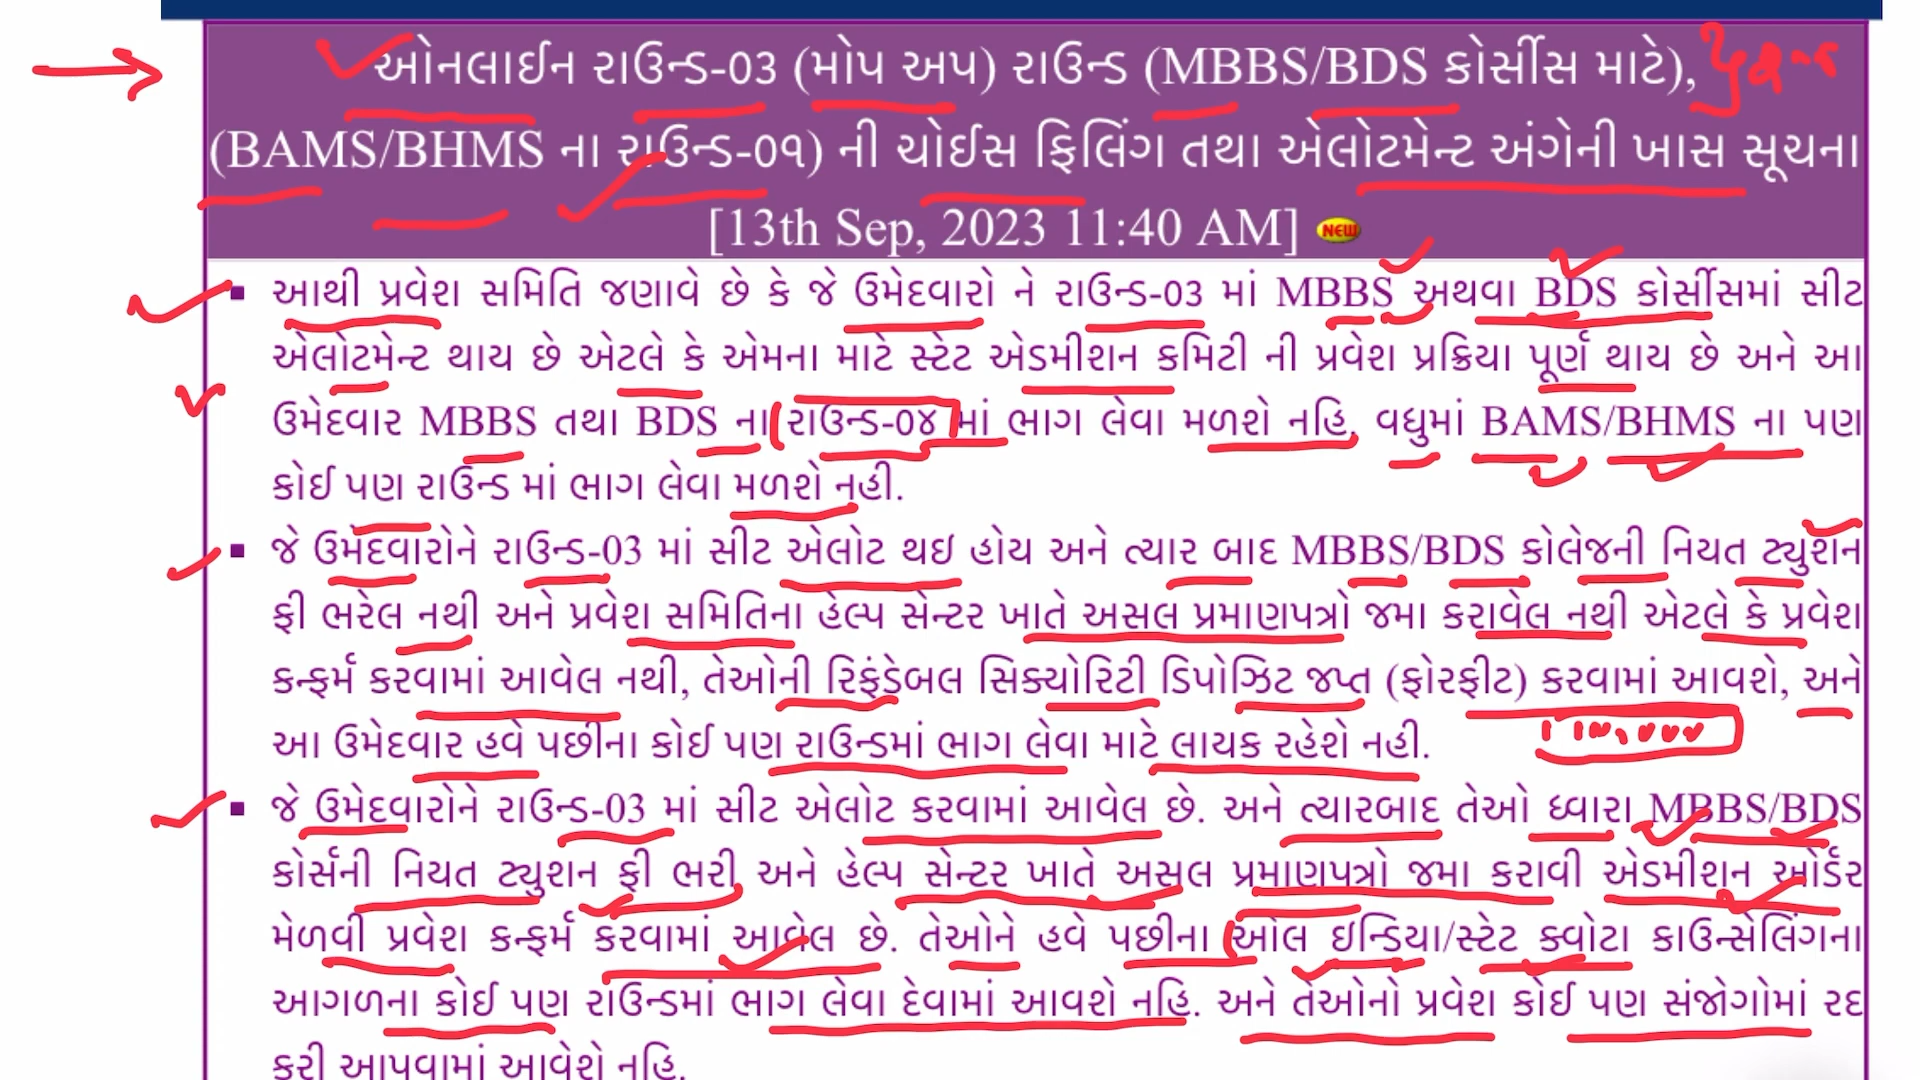 ઓનલાઈન રાઉન્ડ-03 (મોપ અપ) રાઉન્ડ (MBBS/BDS કોર્સીસ માટે),
(BAMS/BHMS ના રાઉન્ડ-૦૧) ની ચોઈસ ફિલિંગ તથા એલોટમેન્ટ અંગેની ખાસ સૂચના
[13th Sep, 2023 11:40 AM] NEW
▪ આથી પ્રવેશ સમિતિ જણાવે છે કે જે ઉમેદવારો ને રાઉન્ડ-03 માં MBBS અથવા BDS કોર્સીસમાં સીટ
એલોટમેન્ટ થાય છે એટલે કે એમના માટે સ્ટેટ એડમીશન કમિટી ની પ્રવેશ પ્રક્રિયા પૂર્ણ થાય છે અને આ
ઉમેદવાર MBBS તથા BDS ના રાઉન્ડ-૦૪ માં ભાગ લેવા મળશે નહિ. વધુમાં BAMS/BHMS ના પણ
કોઈ પણ રાઉન્ડ માં ભાગ લેવા મળશે નહી.
▪ જે ઉમેદવારોને રાઉન્ડ-03 માં સીટ એલોટ થઇ હોય અને ત્યાર બાદ MBBS/BDS કોલેજની નિયત ટ્યુશન
ફી ભરેલ નથી અને પ્રવેશ સમિતિના હેલ્પ સેન્ટર ખાતે અસલ પ્રમાણપત્રો જમા કરાવેલ નથી એટલે કે પ્રવેશ
કન્ફર્મ કરવામાં આવેલ નથી, તેઓની રિફંડેબલ સિક્યોરિટી ડિપોઝિટ જપ્ત (ફોરફીટ) કરવામાં આવશે, અને
આ ઉમેદવાર હવે પછીના કોઈ પણ રાઉન્ડમાં ભાગ લેવા માટે લાયક રહેશે નહી.
▪ જે ઉમેદવારોને રાઉન્ડ-03 માં સીટ એલોટ કરવામાં આવેલ છે. અને ત્યારબાદ તેઓ ધ્વારા MBBS/BDS
કોર્સની નિયત ટ્યુશન ફી ભરી અને હેલ્પ સેન્ટર ખાતે અસલ પ્રમાણપત્રો જમા કરાવી એડમીશન ઓર્ડર
મેળવી પ્રવેશ કન્ફર્મ કરવામાં આવેલ છે. તેઓને હવે પછીના ઓલ ઇન્ડિયા/સ્ટેટ ક્વોટા કાઉન્સેલિંગના
આગળના કોઈ પણ રાઉન્ડમાં ભાગ લેવા દેવામાં આવશે નહિ. અને તેઓનો પ્રવેશ કોઈ પણ સંજોગોમાં રદ
કરી આપવામાં આવેશે નહિ.